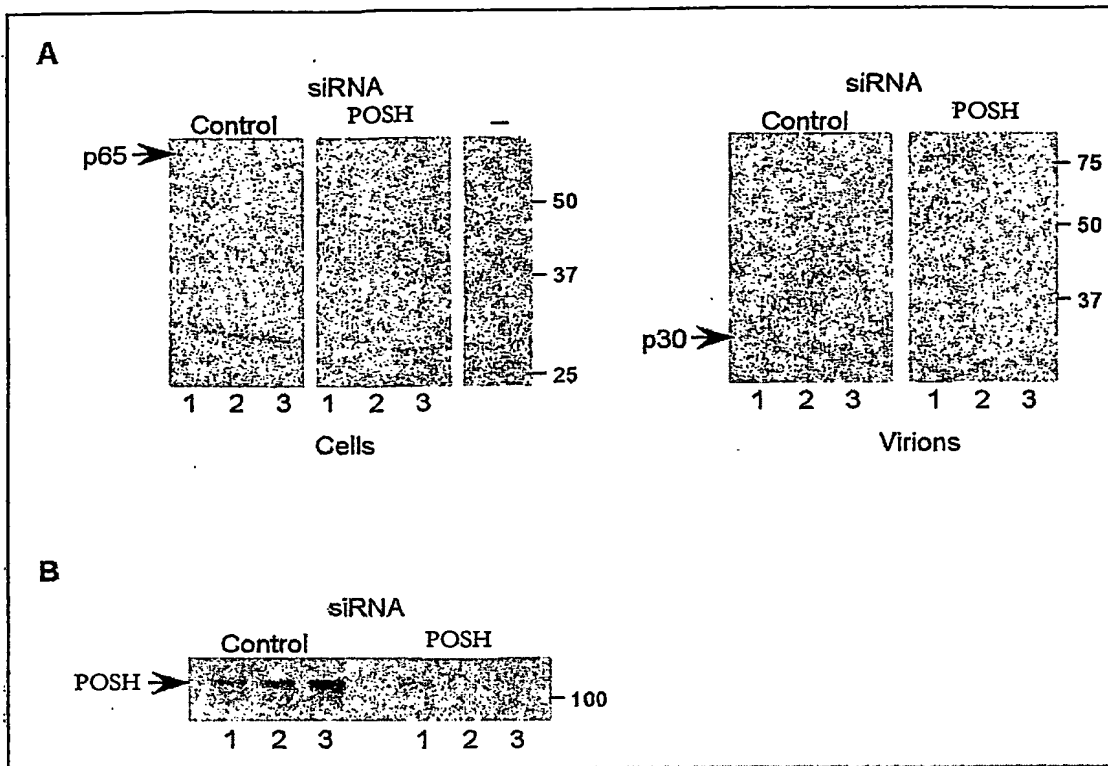 A
siRNA
Control POSH –
p65
50
37
25
1 2 3 1 2 3
Cells
siRNA
Control POSH
75
50
37
p30
1 2 3 1 2 3
Virions
B
siRNA
Control POSH
POSH
100
1 2 3 1 2 3